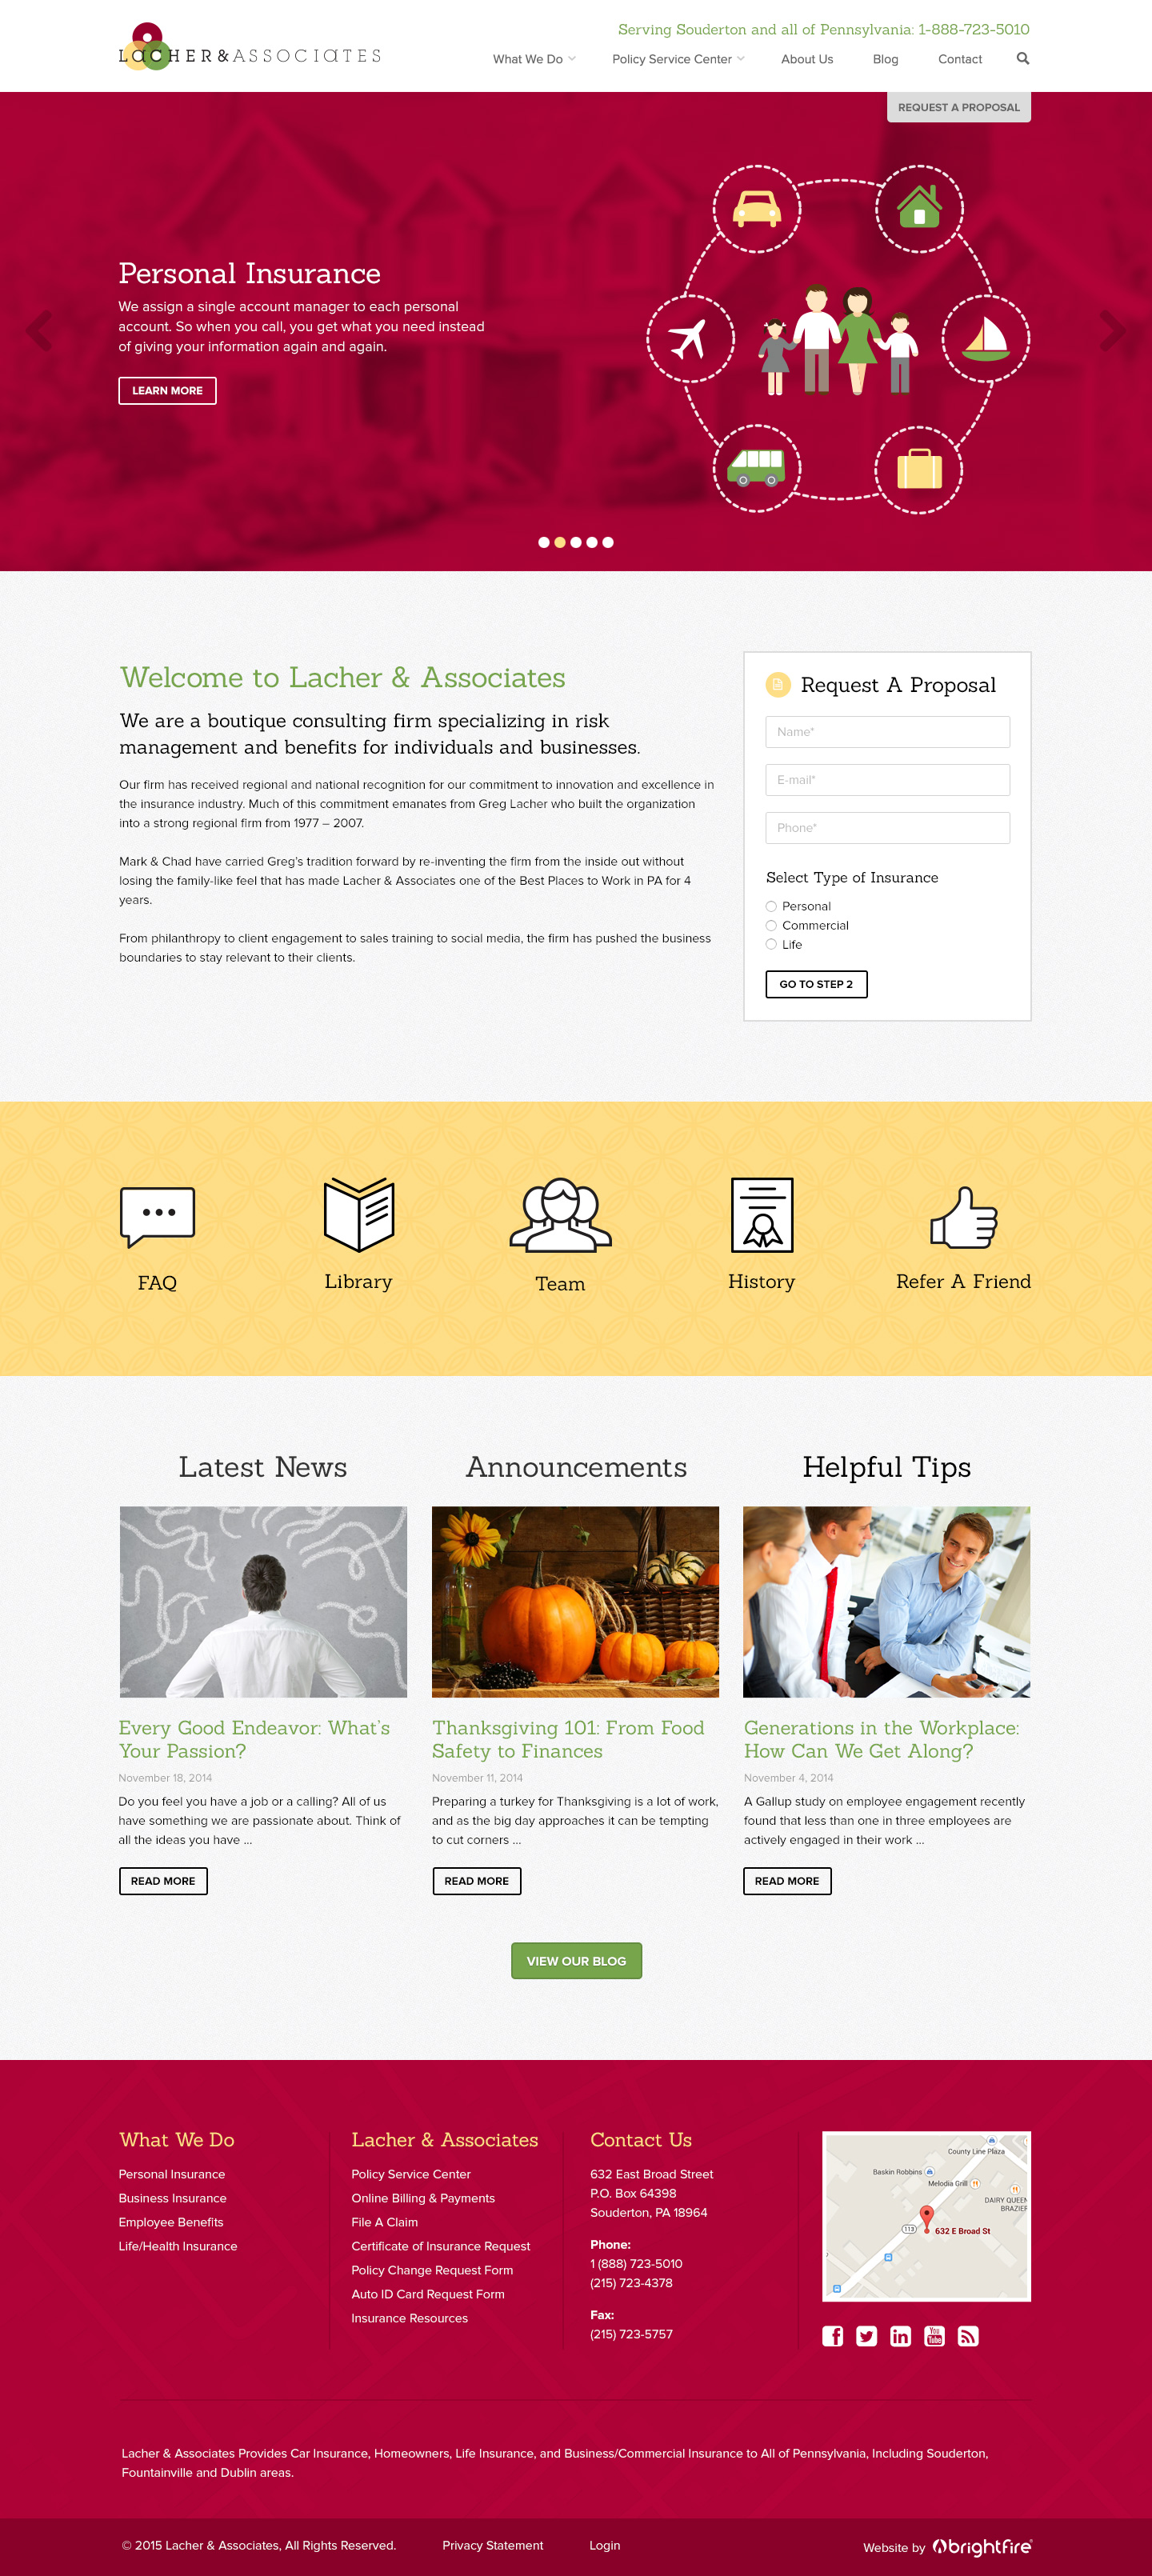 LACHER&ASSOCIATES
Serving Souderton and all of Pennsylvania: 1-888-723-5010
What We Do
Policy Service Center
About Us
Blog
Contact
REQUEST A PROPOSAL
Personal Insurance
We assign a single account manager to each personal
account. So when you call, you get what you need instead
of giving your information again and again.
LEARN MORE
Welcome to Lacher & Associates
We are a boutique consulting firm specializing in risk
management and benefits for individuals and businesses.
Our firm has received regional and national recognition for our commitment to innovation and excellence in
the insurance industry. Much of this commitment emanates from Greg Lacher who built the organization
into a strong regional firm from 1977 – 2007.
Mark & Chad have carried Greg's tradition forward by re-inventing the firm from the inside out without
losing the family-like feel that has made Lacher & Associates one of the Best Places to Work in PA for 4
years.
From philanthropy to client engagement to sales training to social media, the firm has pushed the business
boundaries to stay relevant to their clients.
Request A Proposal
Name*
E-mail*
Phone*
Select Type of Insurance
Personal
Commercial
Life
GO TO STEP 2
FAQ
Library
Team
History
Refer A Friend
Latest News
Every Good Endeavor: What's
Your Passion?
November 18, 2014
Do you feel you have a job or a calling? All of us
have something we are passionate about. Think of
all the ideas you have ...
READ MORE
Announcements
Thanksgiving 101: From Food
Safety to Finances
November 11, 2014
Preparing a turkey for Thanksgiving is a lot of work,
and as the big day approaches it can be tempting
to cut corners ...
READ MORE
Helpful Tips
Generations in the Workplace:
How Can We Get Along?
November 4, 2014
A Gallup study on employee engagement recently
found that less than one in three employees are
actively engaged in their work ...
READ MORE
VIEW OUR BLOG
What We Do
Personal Insurance
Business Insurance
Employee Benefits
Life/Health Insurance
Lacher & Associates
Policy Service Center
Online Billing & Payments
File A Claim
Certificate of Insurance Request
Policy Change Request Form
Auto ID Card Request Form
Insurance Resources
Contact Us
632 East Broad Street
P.O. Box 64398
Souderton, PA 18964
Phone:
1 (888) 723-5010
(215) 723-4378
Fax:
(215) 723-5757
County Line Plaza
Baskin Robbins
Melodia Grill
DAIRY QUEEN
BRAZIER
113
632 E Broad St
You
Tube
Lacher & Associates Provides Car Insurance, Homeowners, Life Insurance, and Business/Commercial Insurance to All of Pennsylvania, Including Souderton,
Fountainville and Dublin areas.
© 2015 Lacher & Associates, All Rights Reserved.
Privacy Statement
Login
Website by brightfire